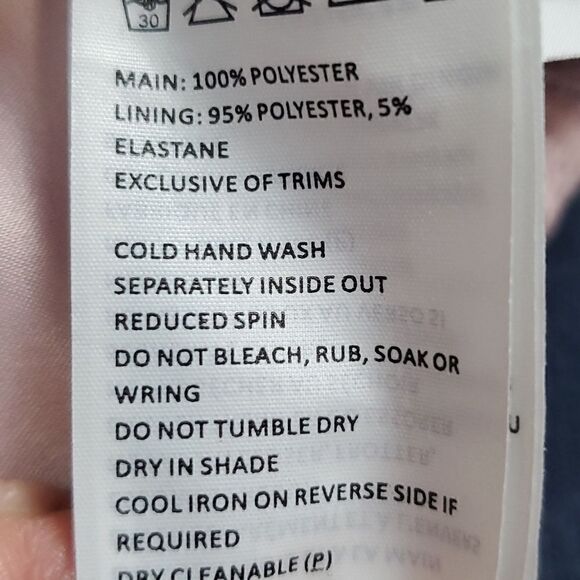 30
MAIN: 100% POLYESTER
LINING: 95% POLYESTER, 5%
ELASTANE
EXCLUSIVE OF TRIMS
COLD HAND WASH
SEPARATELY INSIDE OUT
REDUCED SPIN
DO NOT BLEACH, RUB, SOAK OR
WRING
DO NOT TUMBLE DRY
DRY IN SHADE
COOL IRON ON REVERSE SIDE IF
REQUIRED
DRY CLEANABLE (P)